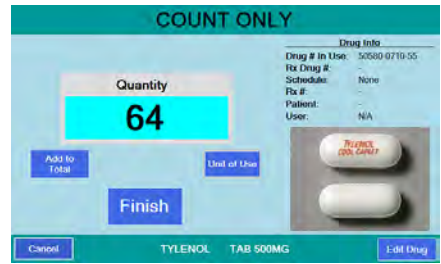 COUNT ONLY
Drug Info
Drug # In Use: 50580-0710-55
Rx Drug #: -
Schedule: None
Rx #: -
Patient: -
User: N/A
Quantity
64
Add to
Total
Unit of Use
Finish
TYLENOL
COOL CAPLET
Cancel
TYLENOL TAB 500MG
Edit Drug